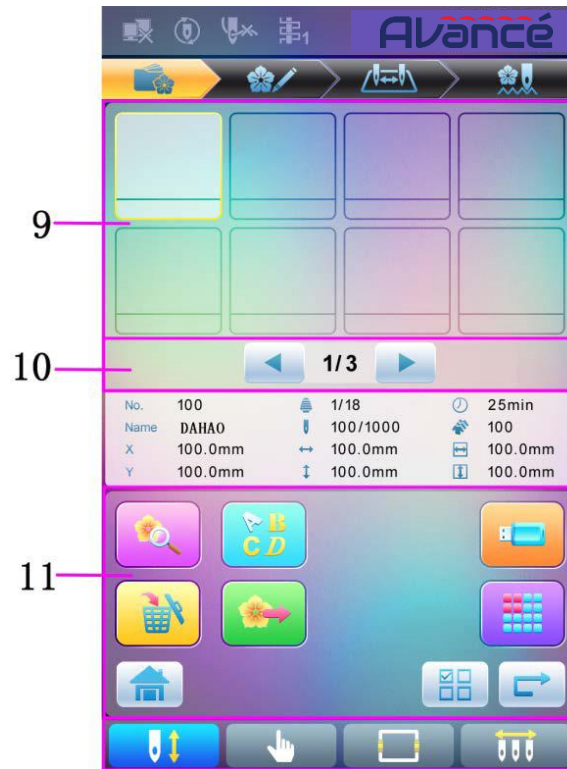 1
Avancé
9
10
1/3
No. 100 1/18 25min
Name DAHAO 100/1000 100
X 100.0mm 100.0mm 100.0mm
Y 100.0mm 100.0mm 100.0mm
A B
C D
11